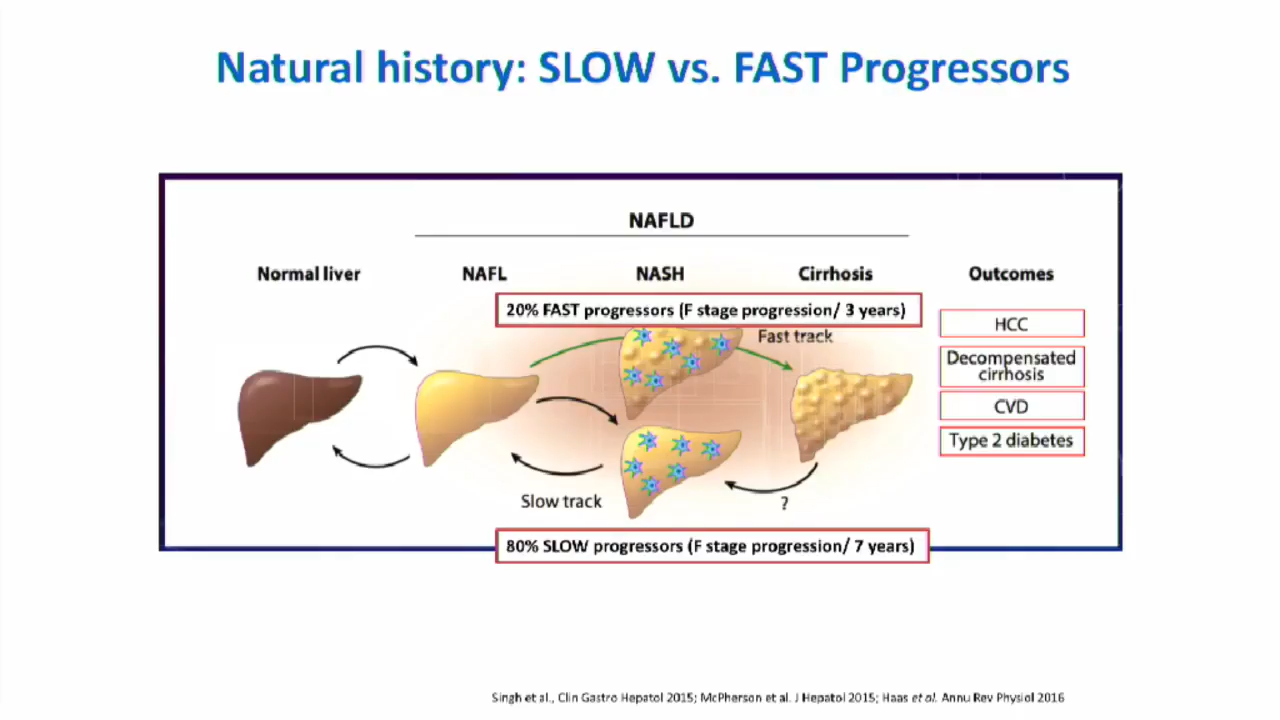 Natural history: SLOW vs. FAST Progressors
NAFLD
Normal liver
NAFL
NASH
Cirrhosis
Outcomes
20% FAST progressors (F stage progression/ 3 years)
Fast track
HCC
Decompensated
cirrhosis
CVD
Type 2 diabetes
Slow track
?
80% SLOW progressors (F stage progression/ 7 years)
Singh et al., Clin Gastro Hepatol 2015; McPherson et al. J Hepatol 2015; Haas et al. Annu Rev Physiol 2016